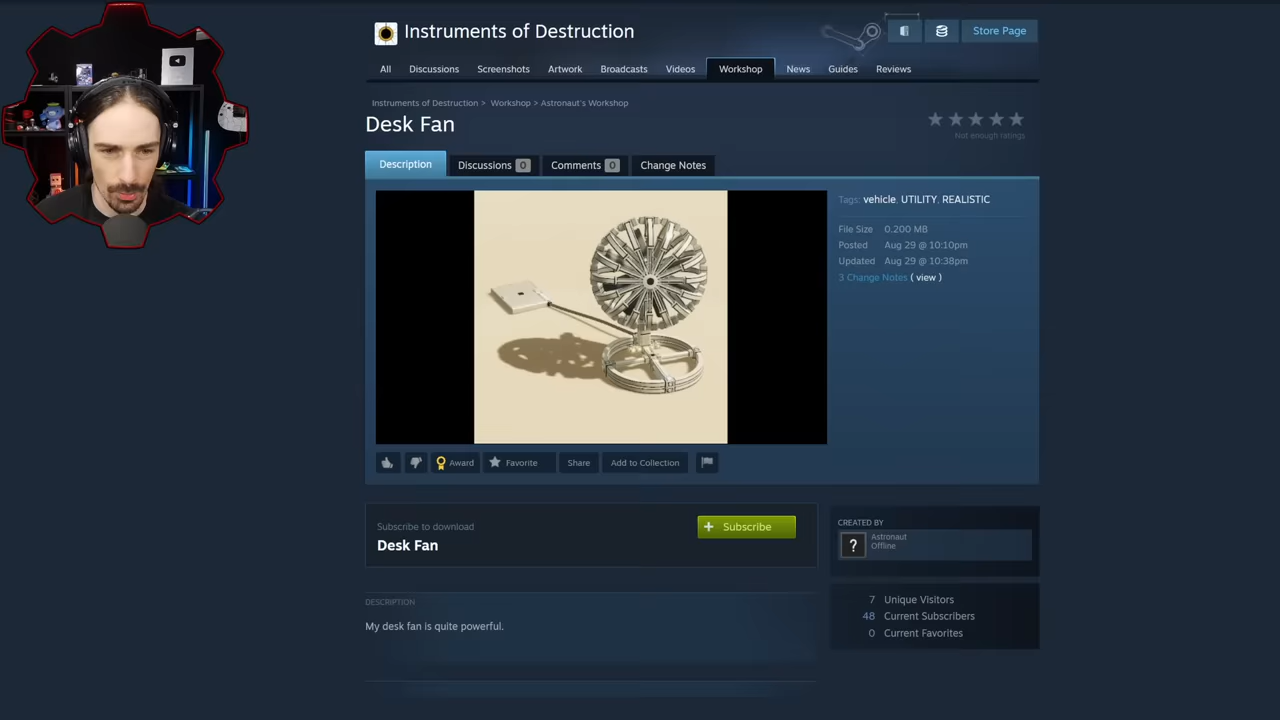 Instruments of Destruction
Store Page
All Discussions Screenshots Artwork Broadcasts Videos Workshop News Guides Reviews
Instruments of Destruction > Workshop > Astronaut's Workshop
Desk Fan
Not enough ratings
Description Discussions 0 Comments 0 Change Notes
Tags: vehicle, UTILITY, REALISTIC
File Size 0.200 MB
Posted Aug 29 @ 10:10pm
Updated Aug 29 @ 10:38pm
3 Change Notes ( view )
Award Favorite Share Add to Collection
Subscribe to download
Desk Fan
+ Subscribe
CREATED BY
? Astronaut
Offline
DESCRIPTION
My desk fan is quite powerful.
7 Unique Visitors
48 Current Subscribers
0 Current Favorites